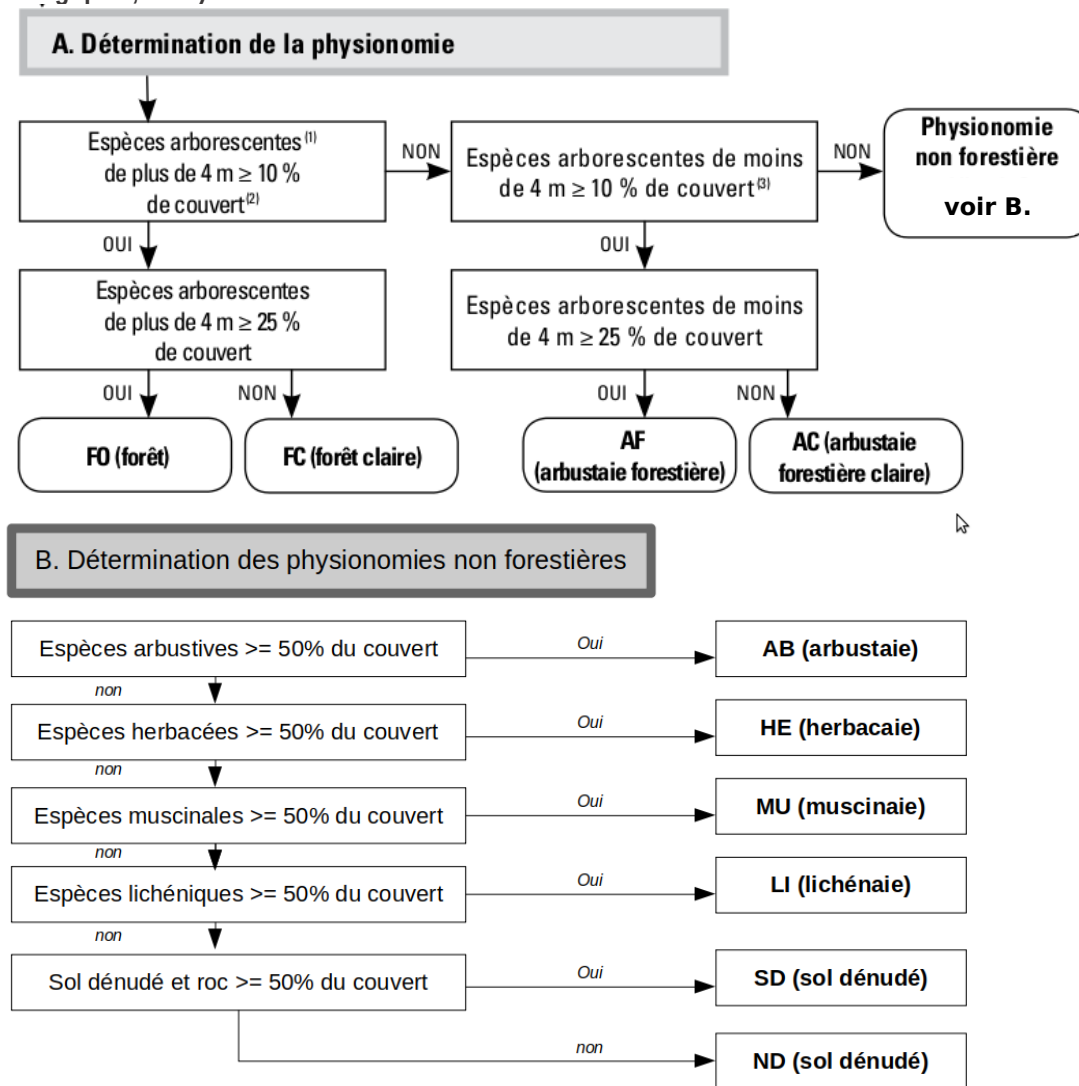 A. Détermination de la physionomie
Espèces arborescentes (1)
de plus de 4 m ≥ 10 %
de couvert(2)
NON
Espèces arborescentes de moins
de 4 m ≥ 10 % de couvert(3)
NON
Physionomie
non forestière
voir B.
OUI
OUI
Espèces arborescentes
de plus de 4 m ≥ 25 %
de couvert
Espèces arborescentes de moins
de 4 m ≥ 25 % de couvert
OUI
NON
OUI
NON
FO (forêt)
FC (forêt claire)
AF
(arbustaie forestière)
AC (arbustaie
forestière claire)
B. Détermination des physionomies non forestières
Espèces arbustives >= 50% du couvert
Oui
AB (arbustaie)
non
Espèces herbacées >= 50% du couvert
Oui
HE (herbacaie)
non
Espèces muscinales >= 50% du couvert
Oui
MU (muscinaie)
non
Espèces lichéniques >= 50% du couvert
Oui
LI (lichénaie)
non
Sol dénudé et roc >= 50% du couvert
Oui
SD (sol dénudé)
non
ND (sol dénudé)